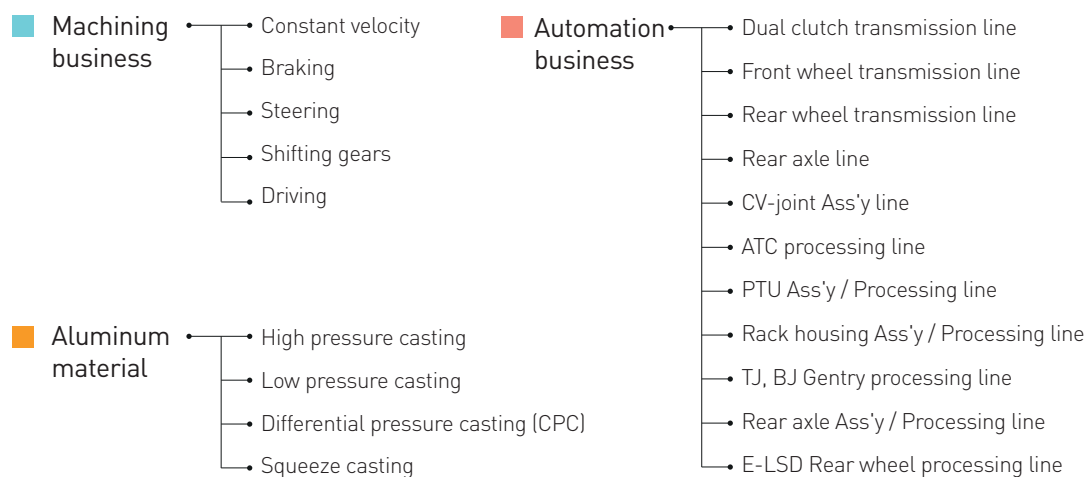 Machining
business
Constant velocity
Braking
Steering
Shifting gears
Driving
Aluminum
material
High pressure casting
Low pressure casting
Differential pressure casting (CPC)
Squeeze casting
Automation
business
Dual clutch transmission line
Front wheel transmission line
Rear wheel transmission line
Rear axle line
CV-joint Ass'y line
ATC processing line
PTU Ass'y / Processing line
Rack housing Ass'y / Processing line
TJ, BJ Gentry processing line
Rear axle Ass'y / Processing line
E-LSD Rear wheel processing line